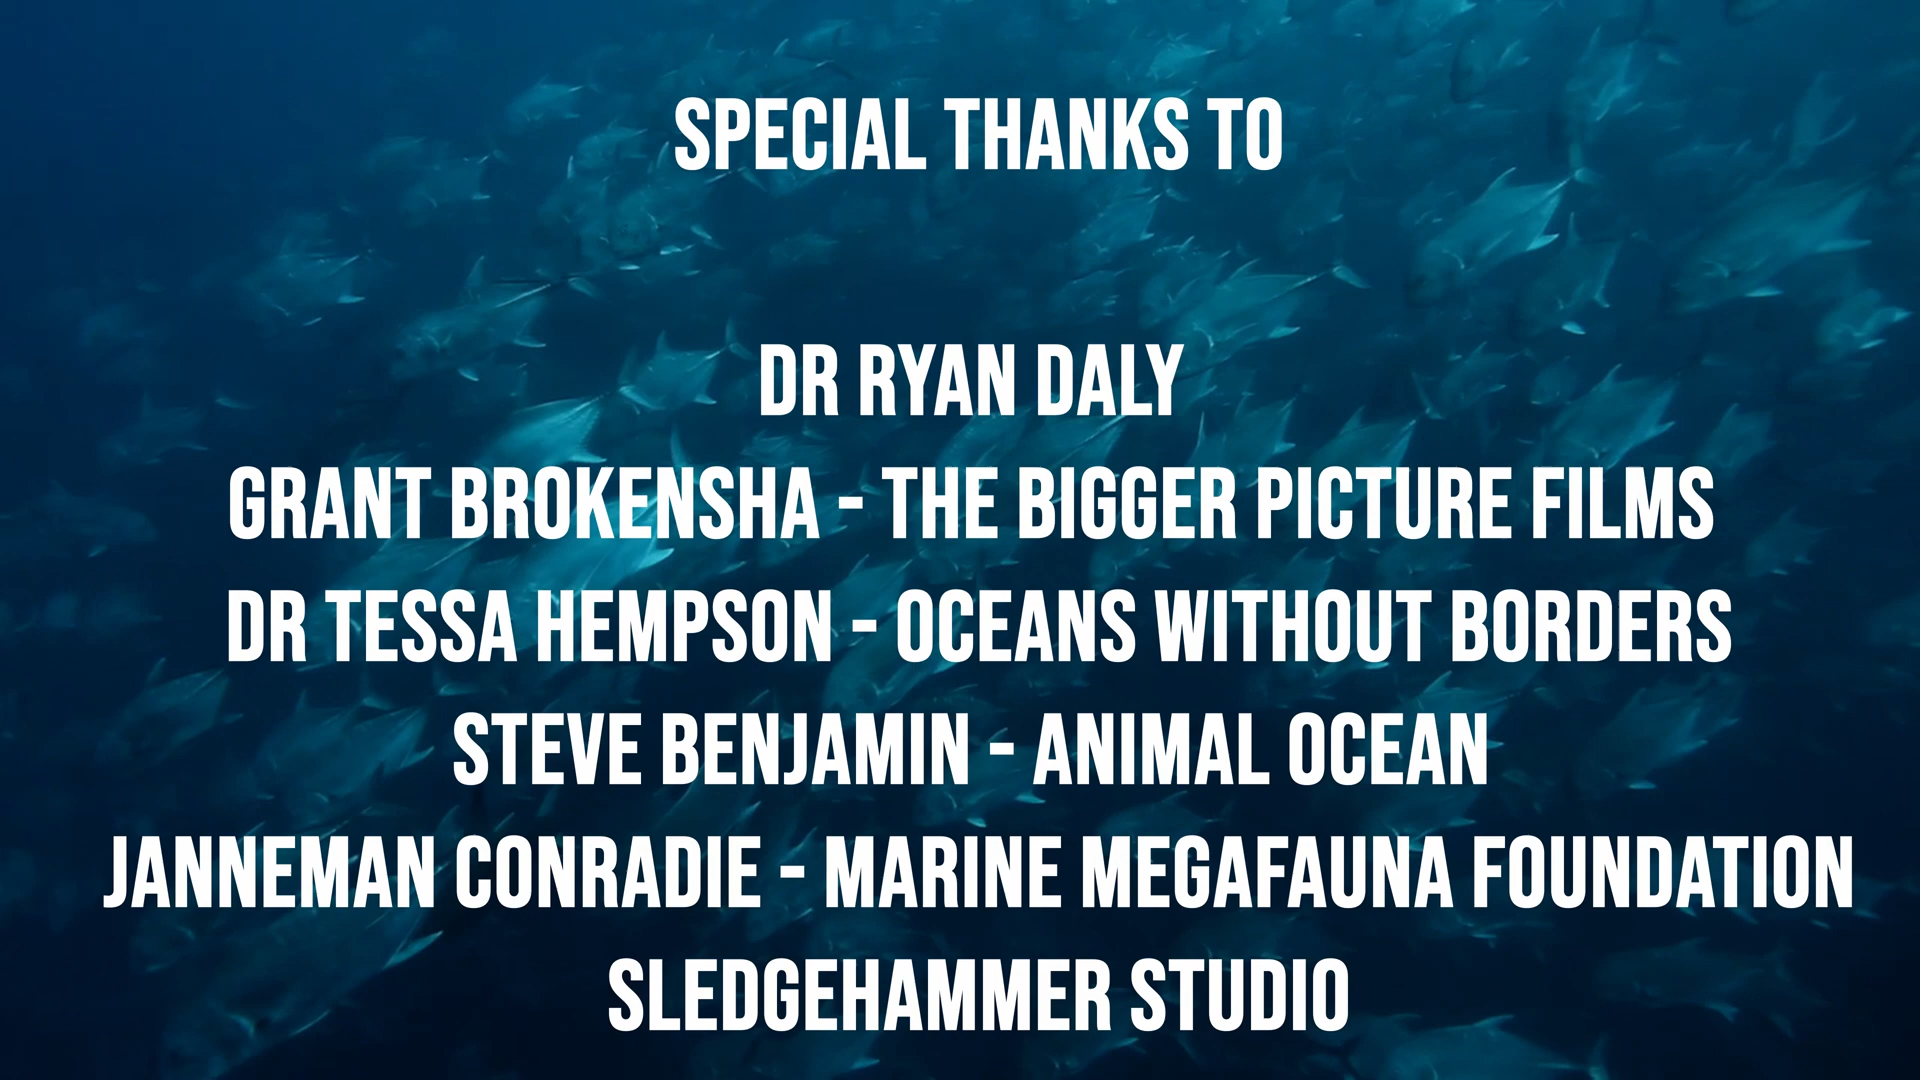 SPECIAL THANKS TO
DR RYAN DALY
GRANT BROKENSHA - THE BIGGER PICTURE FILMS
DR TESSA HEMPSON - OCEANS WITHOUT BORDERS
STEVE BENJAMIN - ANIMAL OCEAN
JANNEMAN CONRADIE - MARINE MEGAFAUNA FOUNDATION
SLEDGEHAMMER STUDIO